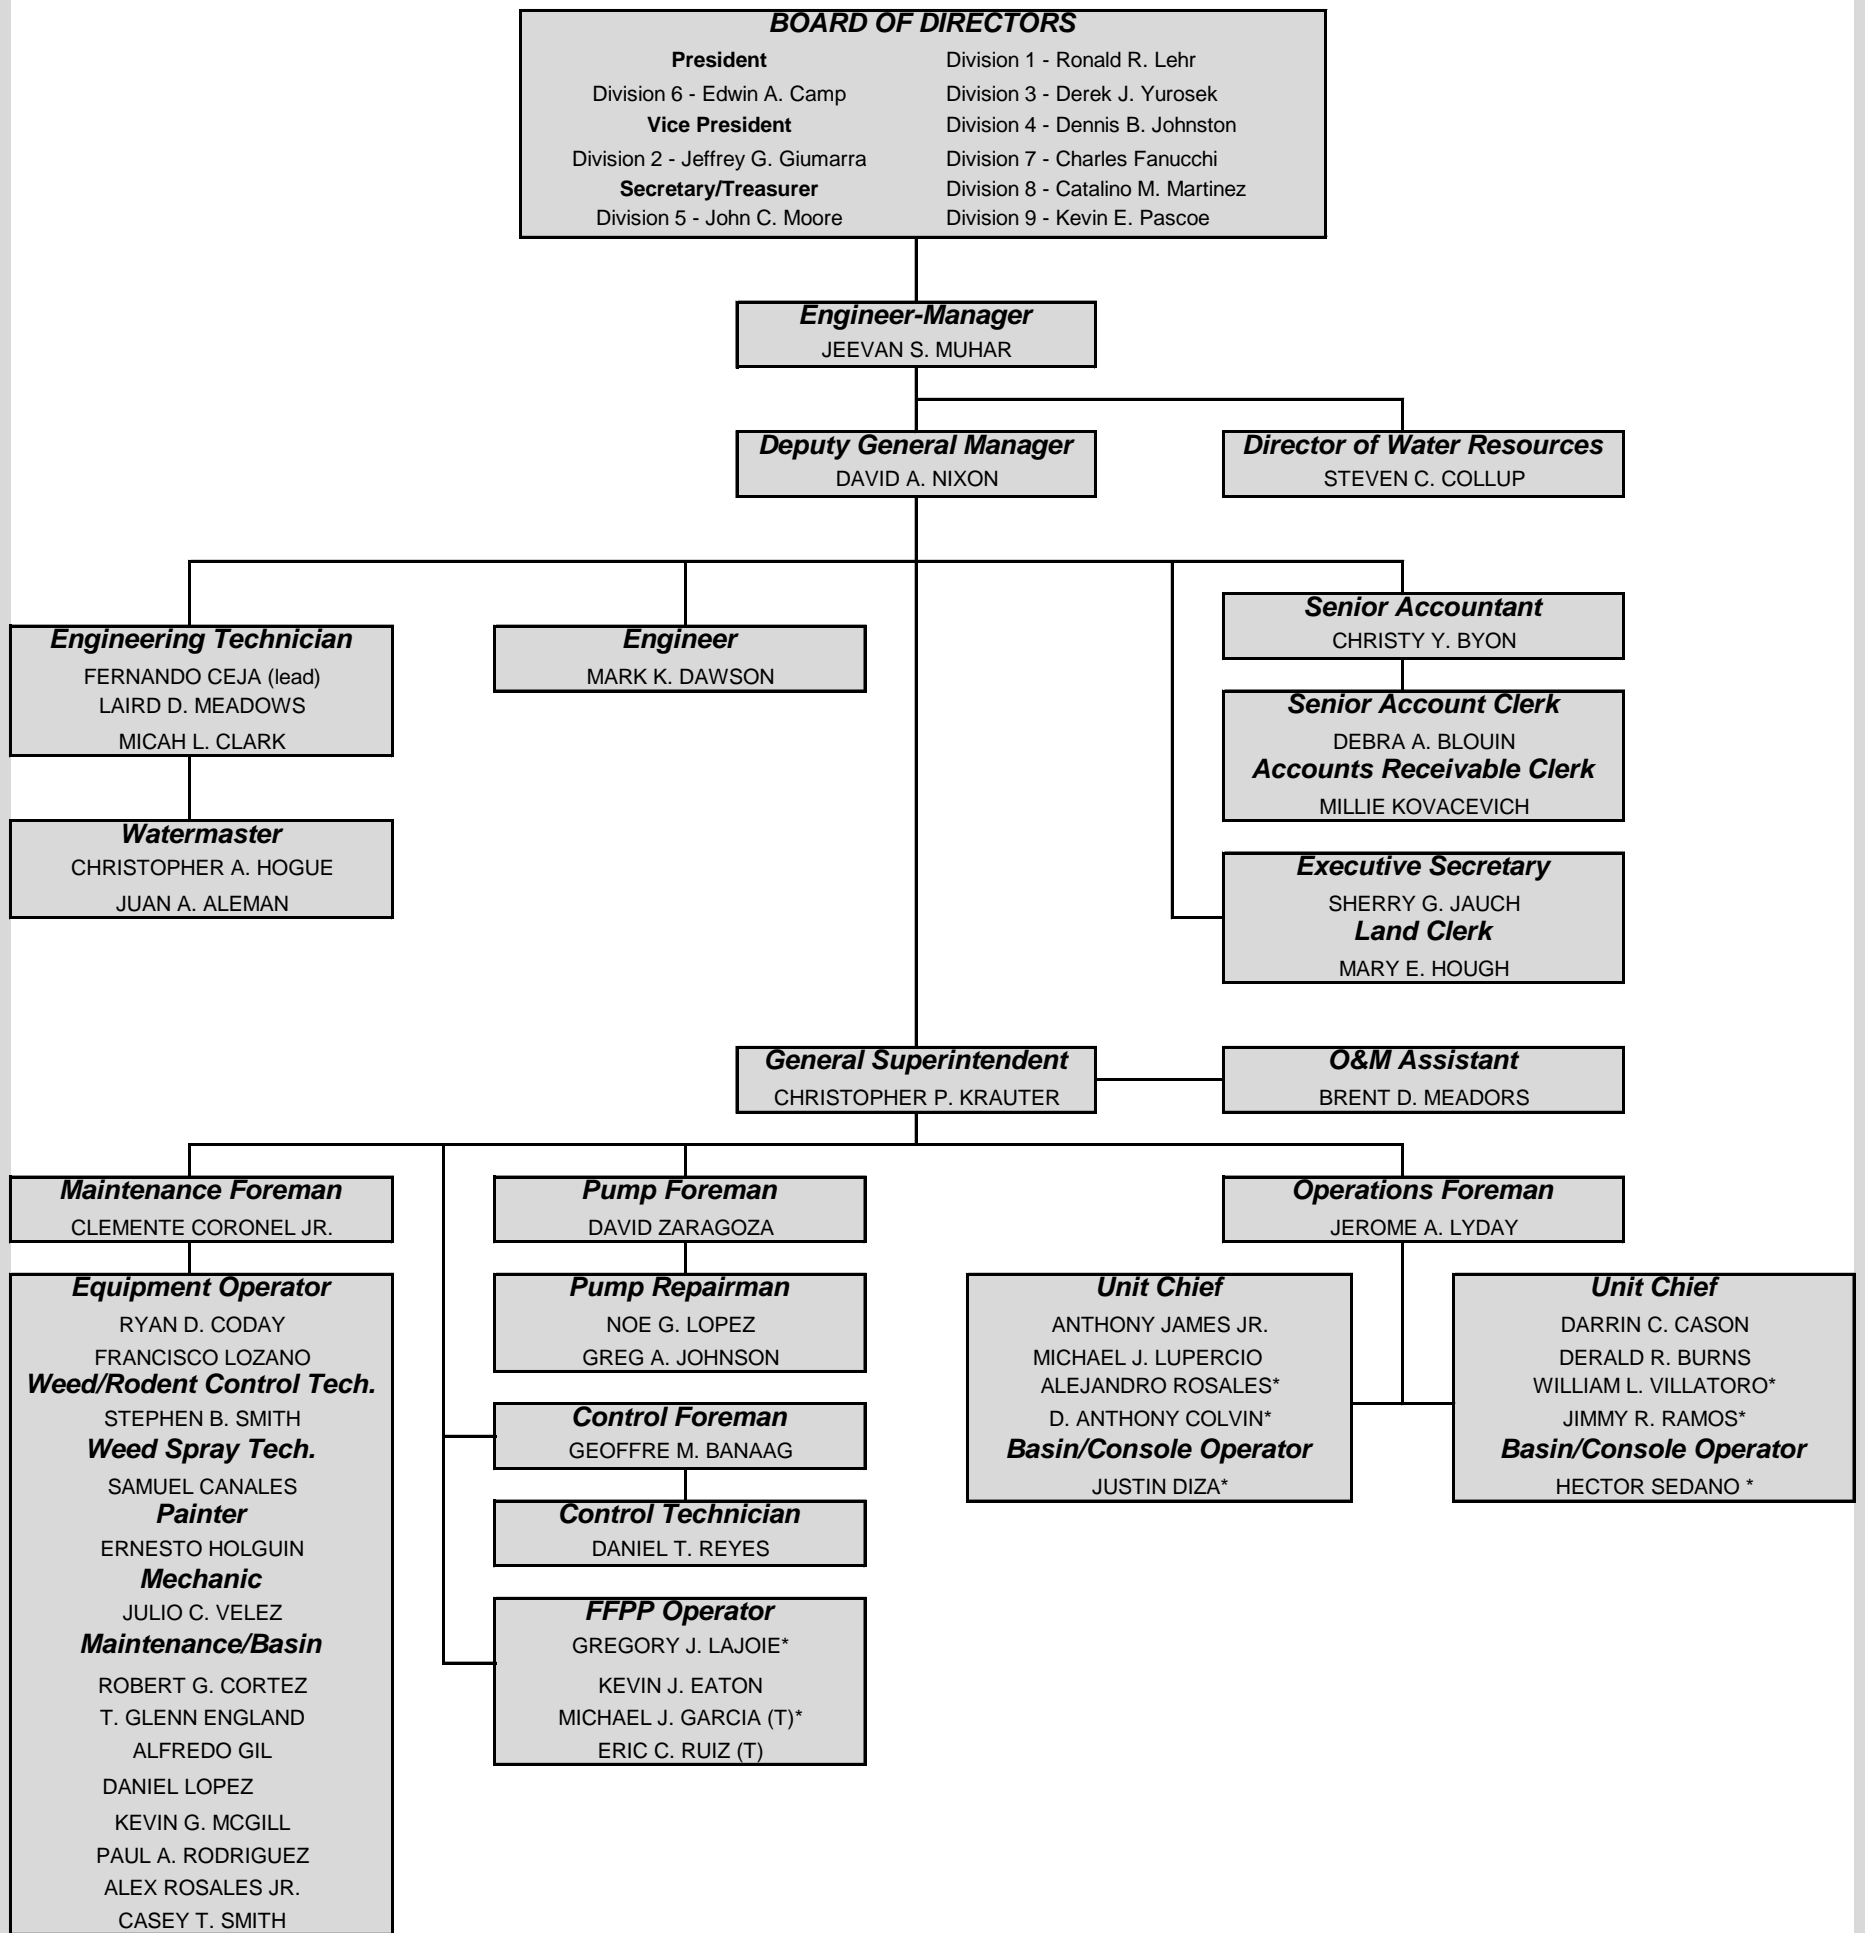 BOARD OF DIRECTORS
President
Division 6 - Edwin A. Camp
Vice President
Division 2 - Jeffrey G. Giumarra
Secretary/Treasurer
Division 5 - John C. Moore
Division 1 - Ronald R. Lehr
Division 3 - Derek J. Yurosek
Division 4 - Dennis B. Johnston
Division 7 - Charles Fanucchi
Division 8 - Catalino M. Martinez
Division 9 - Kevin E. Pascoe
Engineer-Manager
JEEVAN S. MUHAR
Deputy General Manager
DAVID A. NIXON
Director of Water Resources
STEVEN C. COLLUP
Engineering Technician
FERNANDO CEJA (lead)
LAIRD D. MEADOWS
MICAH L. CLARK
Watermaster
CHRISTOPHER A. HOGUE
JUAN A. ALEMAN
Engineer
MARK K. DAWSON
Senior Accountant
CHRISTY Y. BYON
Senior Account Clerk
DEBRA A. BLOUIN
Accounts Receivable Clerk
MILLIE KOVACEVICH
Executive Secretary
SHERRY G. JAUCH
Land Clerk
MARY E. HOUGH
General Superintendent
CHRISTOPHER P. KRAUTER
O&M Assistant
BRENT D. MEADORS
Maintenance Foreman
CLEMENTE CORONEL JR.
Equipment Operator
RYAN D. CODAY
FRANCISCO LOZANO
Weed/Rodent Control Tech.
STEPHEN B. SMITH
Weed Spray Tech.
SAMUEL CANALES
Painter
ERNESTO HOLGUIN
Mechanic
JULIO C. VELEZ
Maintenance/Basin
ROBERT G. CORTEZ
T. GLENN ENGLAND
ALFREDO GIL
DANIEL LOPEZ
KEVIN G. MCGILL
PAUL A. RODRIGUEZ
ALEX ROSALES JR.
CASEY T. SMITH
Pump Foreman
DAVID ZARAGOZA
Pump Repairman
NOE G. LOPEZ
GREG A. JOHNSON
Control Foreman
GEOFFRE M. BANAAG
Control Technician
DANIEL T. REYES
FFPP Operator
GREGORY J. LAJOIE*
KEVIN J. EATON
MICHAEL J. GARCIA (T)*
ERIC C. RUIZ (T)
Operations Foreman
JEROME A. LYDAY
Unit Chief
ANTHONY JAMES JR.
MICHAEL J. LUPERCIO
ALEJANDRO ROSALES*
D. ANTHONY COLVIN*
Basin/Console Operator
JUSTIN DIZA*
Unit Chief
DARRIN C. CASON
DERALD R. BURNS
WILLIAM L. VILLATORO*
JIMMY R. RAMOS*
Basin/Console Operator
HECTOR SEDANO *